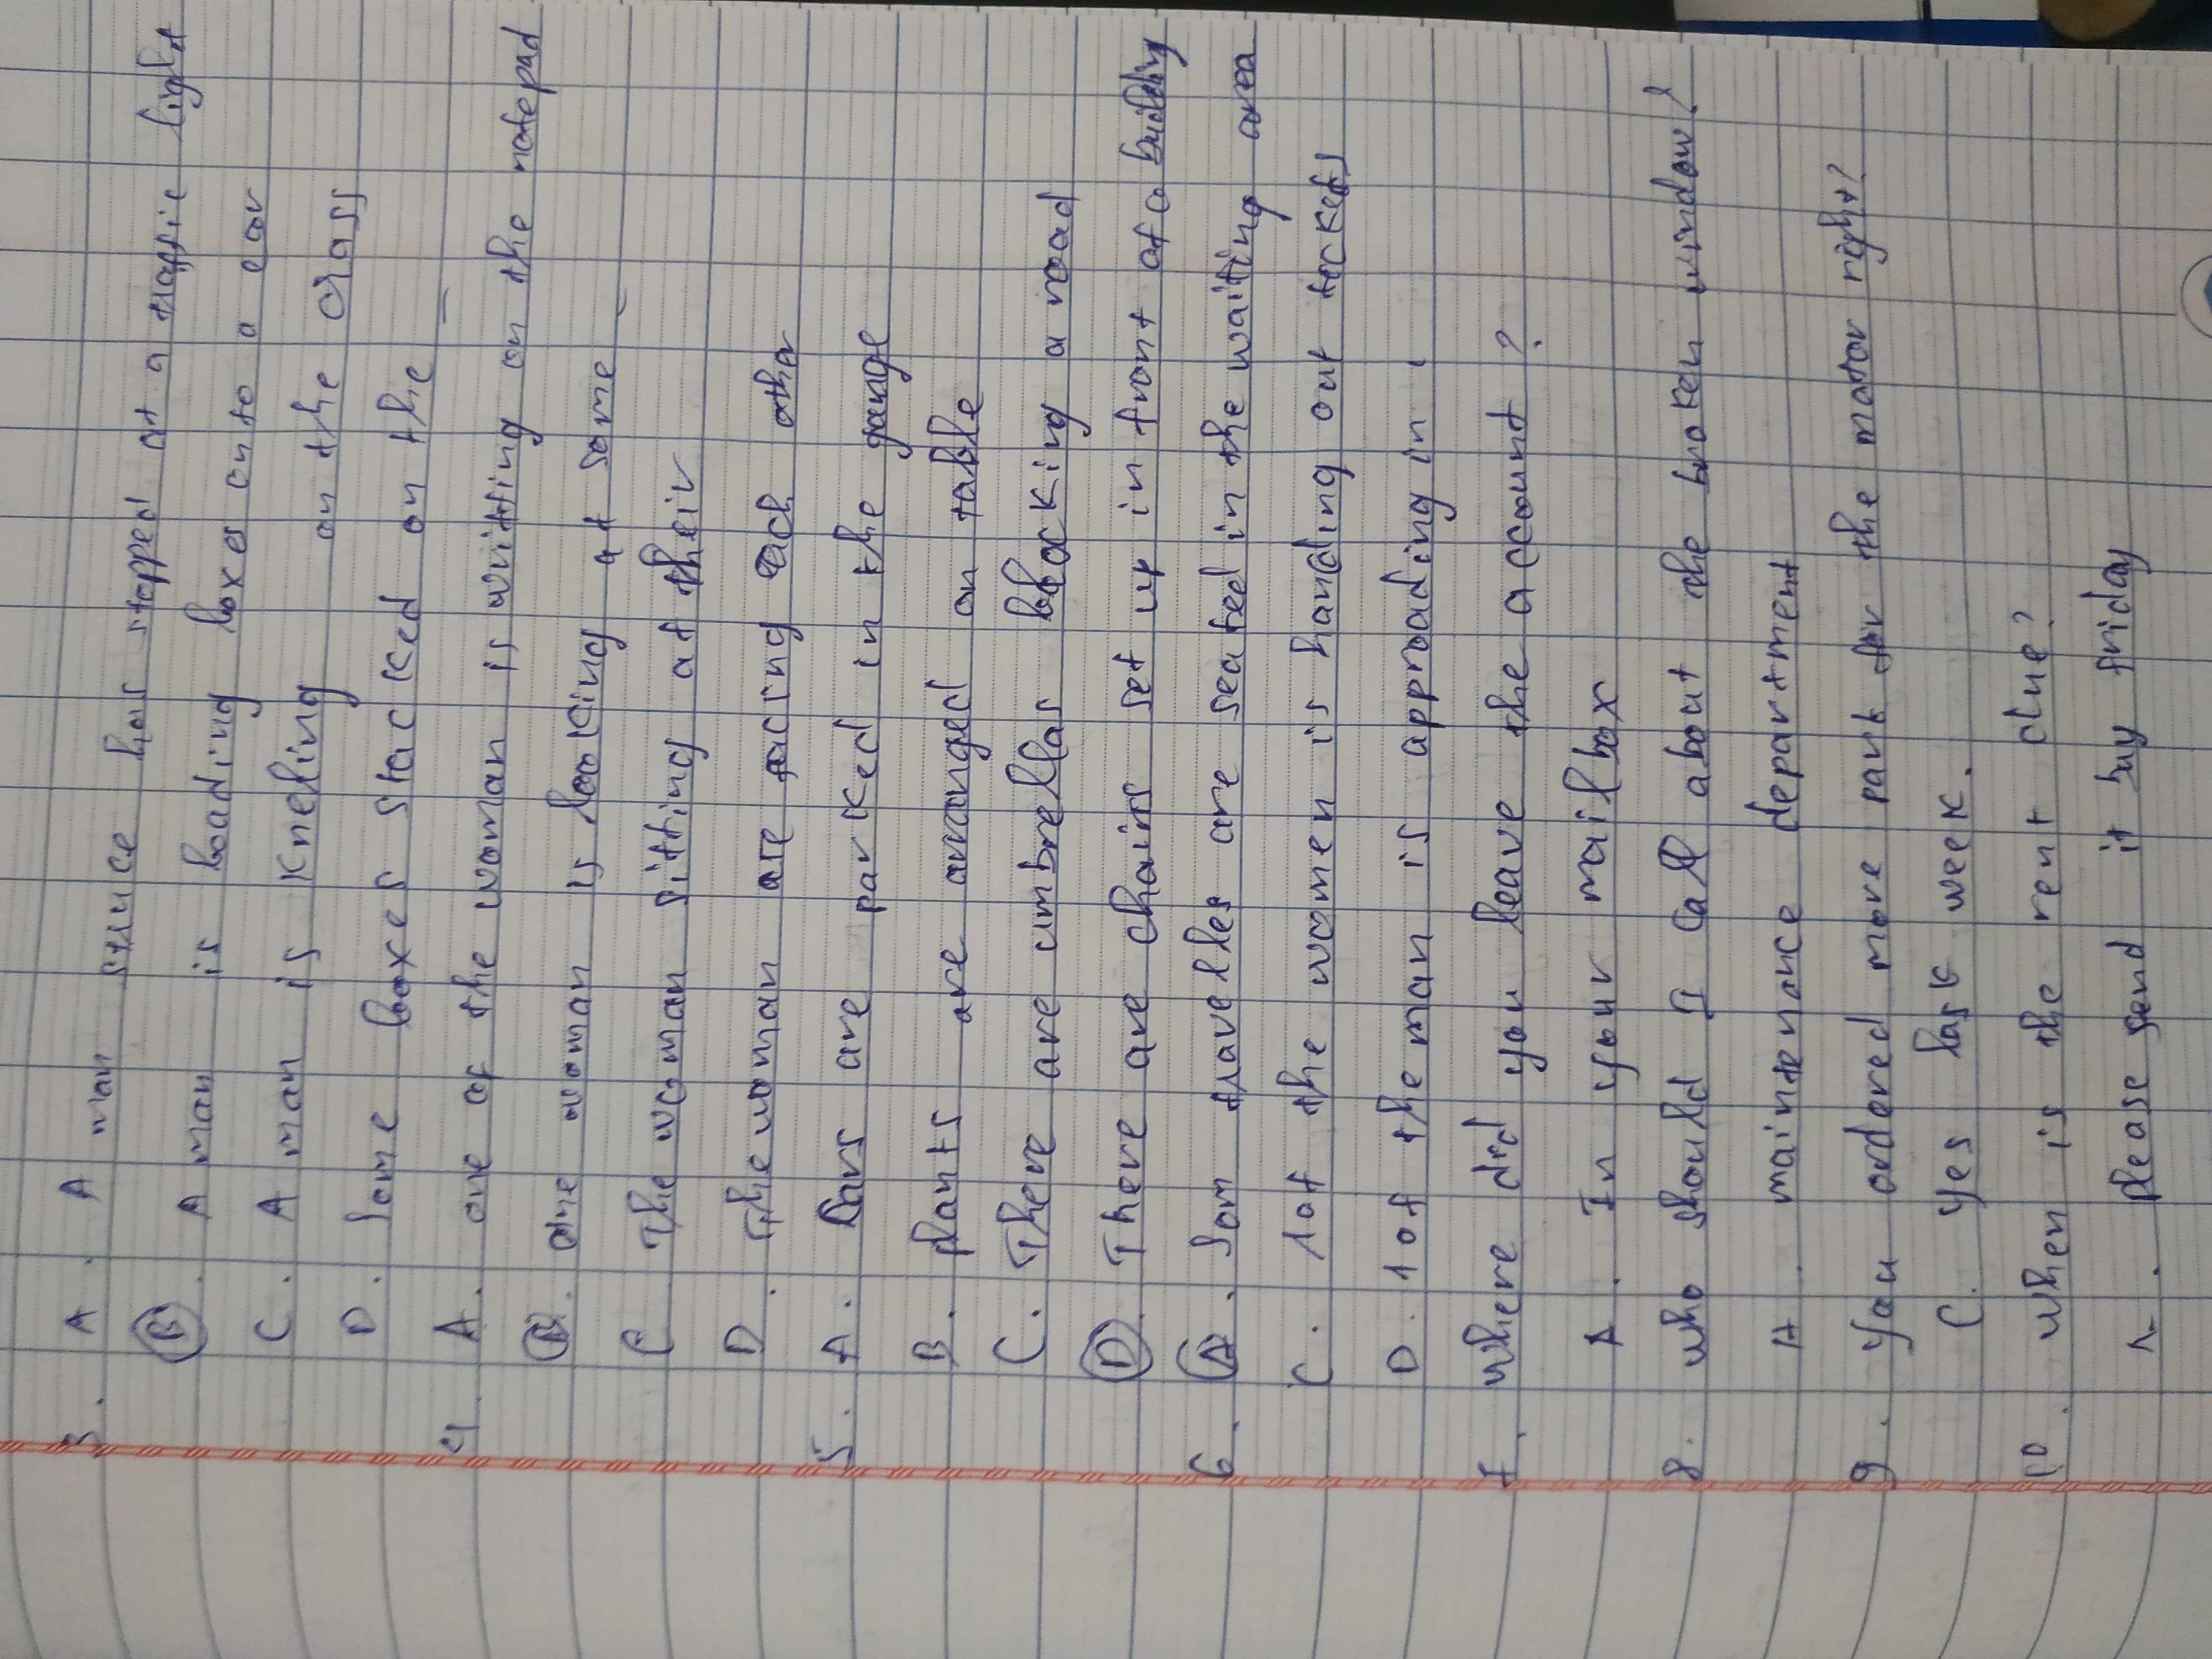 3. A. A man struce has stopped at a traffic light
B. A man is loading boxes onto a car
C. A man is kneling on the Grass
D. Some boxes stacked on the _
4. A. one of the woman is writting on the notepad
B. One woman is looking at some _
C The woman sitting at their
D. The woman are facing each other
5. A. Cars are parked in the garage
B. plants are arranged on table
C. There are umbrellas blocking a road
D There are chairs set up in front of a building
6. A. Som travelles are seated in the waiting area
C. 1 of the women is handing out tickets
D. 1 of the man is approading in
7. Where did you leave the account?
A. In your mailbox
8. who should I call about the broken window?
A. maintenance department
9. you ordered more part for the motor right?
C. Yes last week.
10. When is the rent due?
A. please send it buy friday